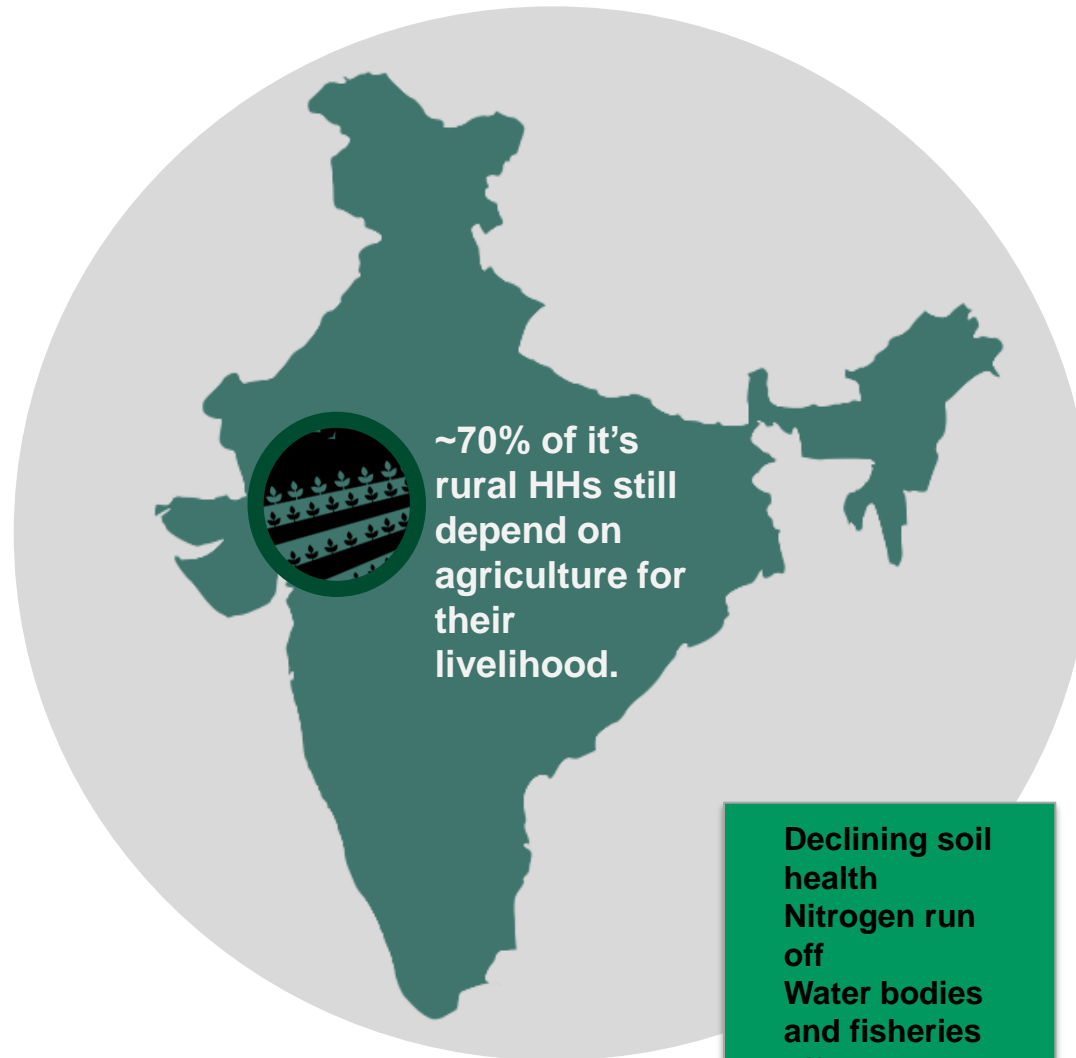 ~70% of it’s
rural HHs still
depend on
agriculture for
their
livelihood.
Declining soil
health
Nitrogen run
off
Water bodies
and fisheries